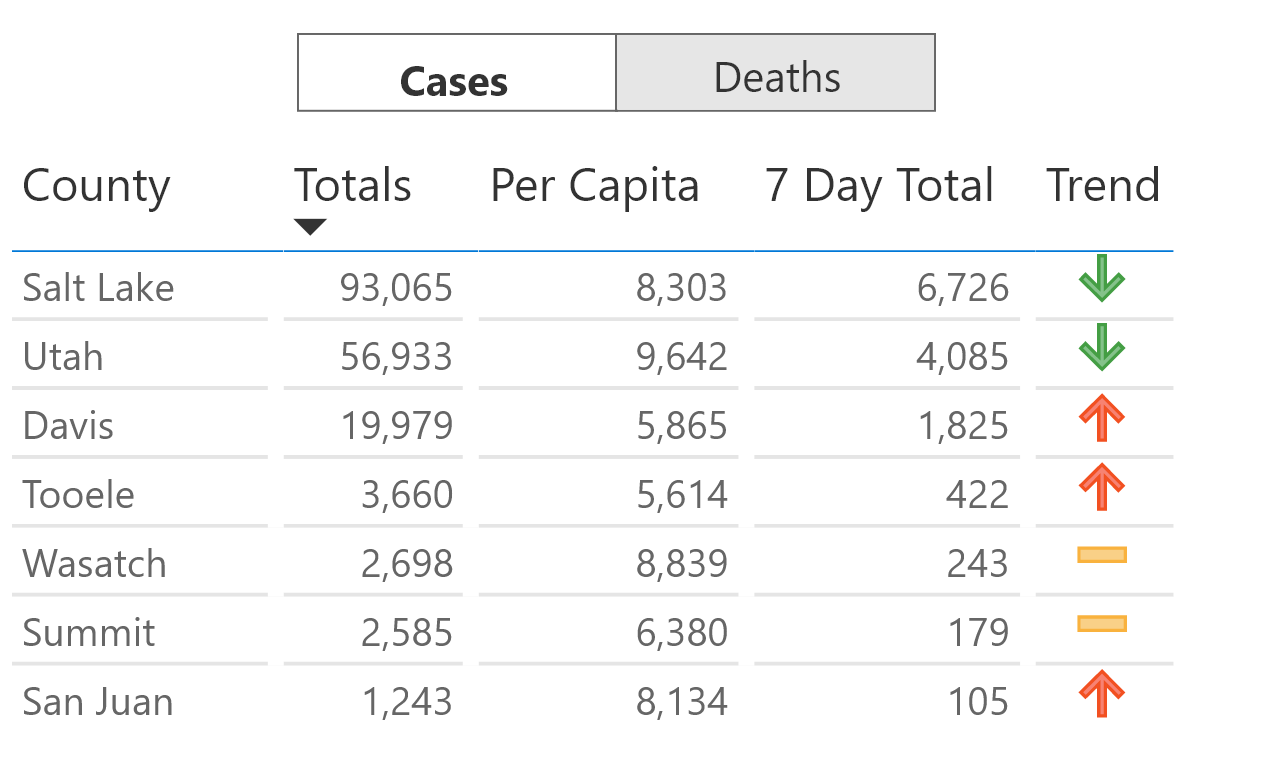 Cases Deaths
County Totals Per Capita 7 Day Total Trend
Salt Lake 93,065 8,303 6,726
Utah 56,933 9,642 4,085
Davis 19,979 5,865 1,825
Tooele 3,660 5,614 422
Wasatch 2,698 8,839 243
Summit 2,585 6,380 179
San Juan 1,243 8,134 105